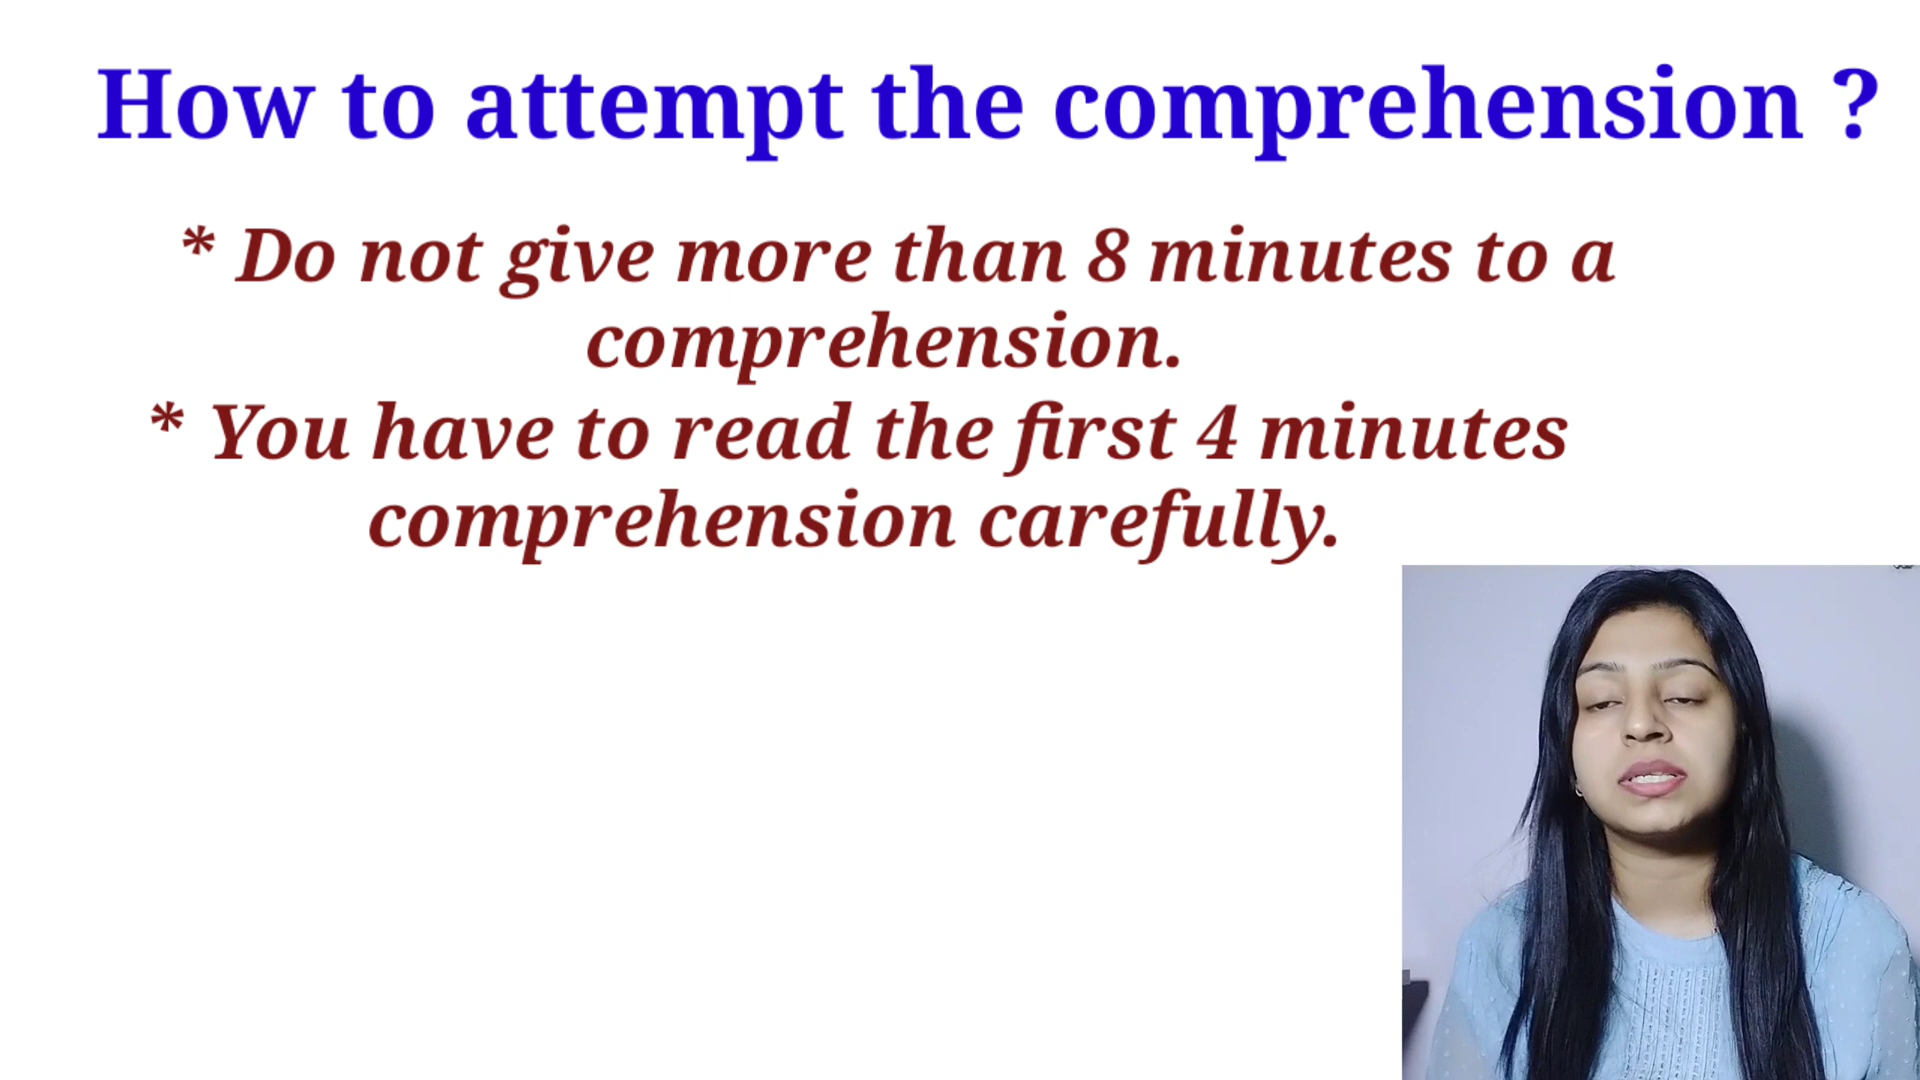 How to attempt the comprehension ?
* Do not give more than 8 minutes to a
comprehension.
* You have to read the first 4 minutes
comprehension carefully.